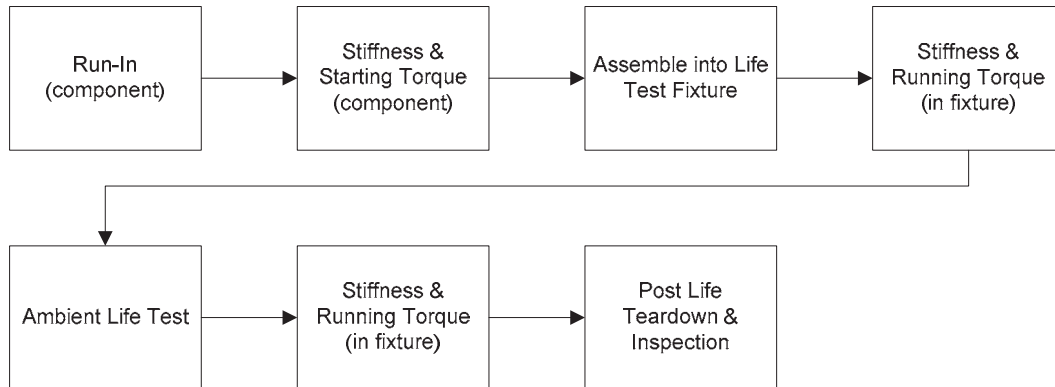 Run-In
(component)
Stiffness &
Starting Torque
(component)
Assemble into Life
Test Fixture
Stiffness &
Running Torque
(in fixture)
Ambient Life Test
Stiffness &
Running Torque
(in fixture)
Post Life
Teardown &
Inspection